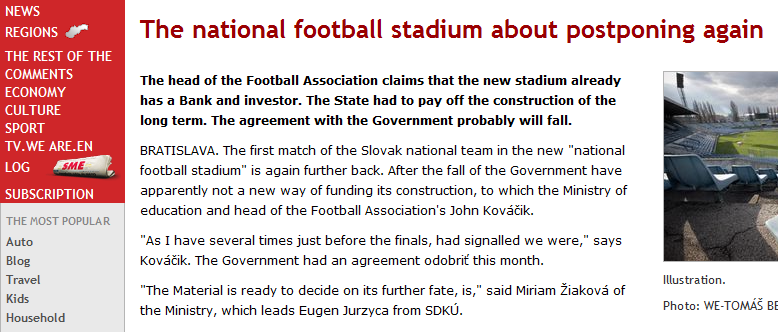 NEWS
REGIONS
THE REST OF THE
COMMENTS
ECONOMY
CULTURE
SPORT
TV.WE ARE.EN
LOG
SME
SUBSCRIPTION
THE MOST POPULAR
Auto
Blog
Travel
Kids
Household
The national football stadium about postponing again
The head of the Football Association claims that the new stadium already
has a Bank and investor. The State had to pay off the construction of the
long term. The agreement with the Government probably will fall.
BRATISLAVA. The first match of the Slovak national team in the new "national
football stadium" is again further back. After the fall of the Government have
apparently not a new way of funding its construction, to which the Ministry of
education and head of the Football Association's John Kováčik.
"As I have several times just before the finals, had signalled we were," says
Kováčik. The Government had an agreement odobriť this month.
"The Material is ready to decide on its further fate, is," said Miriam Žiaková of
the Ministry, which leads Eugen Jurzyca from SDKÚ.
Illustration.
Photo: WE-TOMÁŠ BE